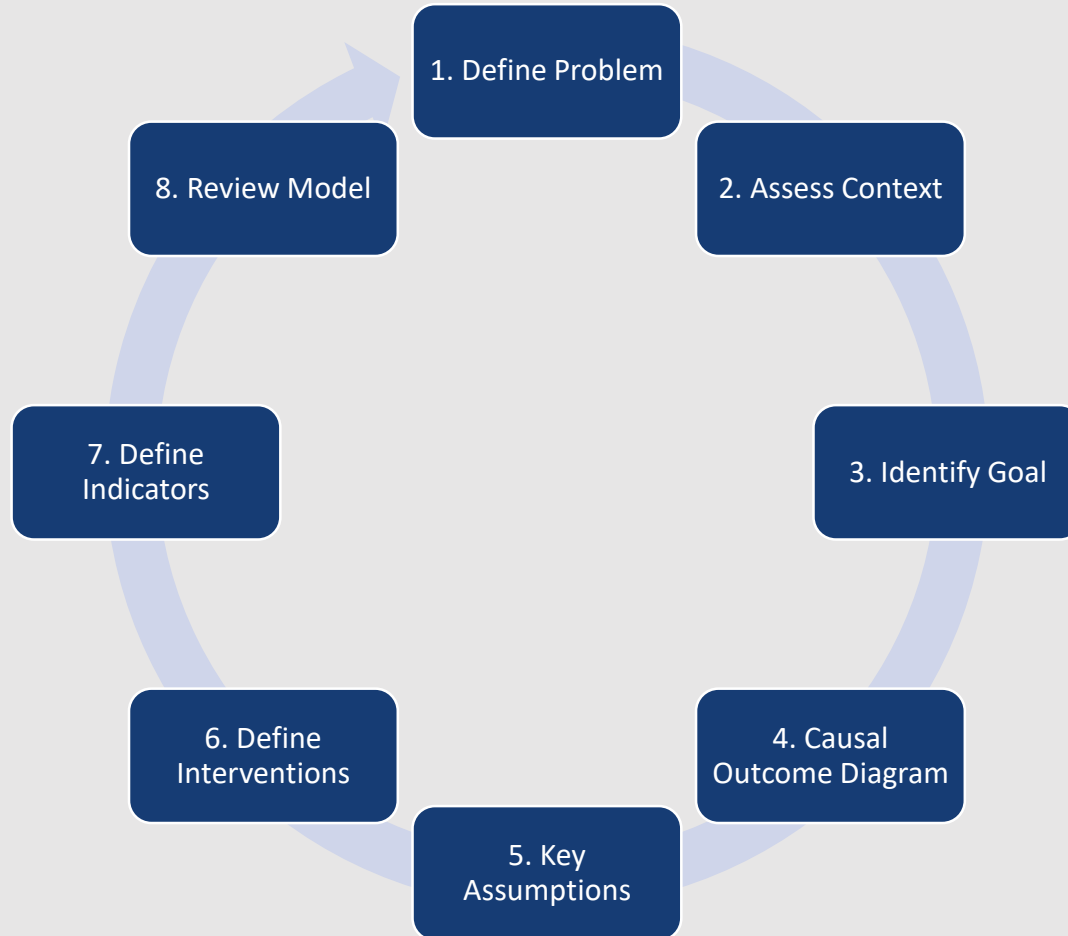 1. Define Problem
2. Assess Context
3. Identify Goal
4. Causal
Outcome Diagram
5. Key
Assumptions
6. Define
Interventions
7. Define
Indicators
8. Review Model